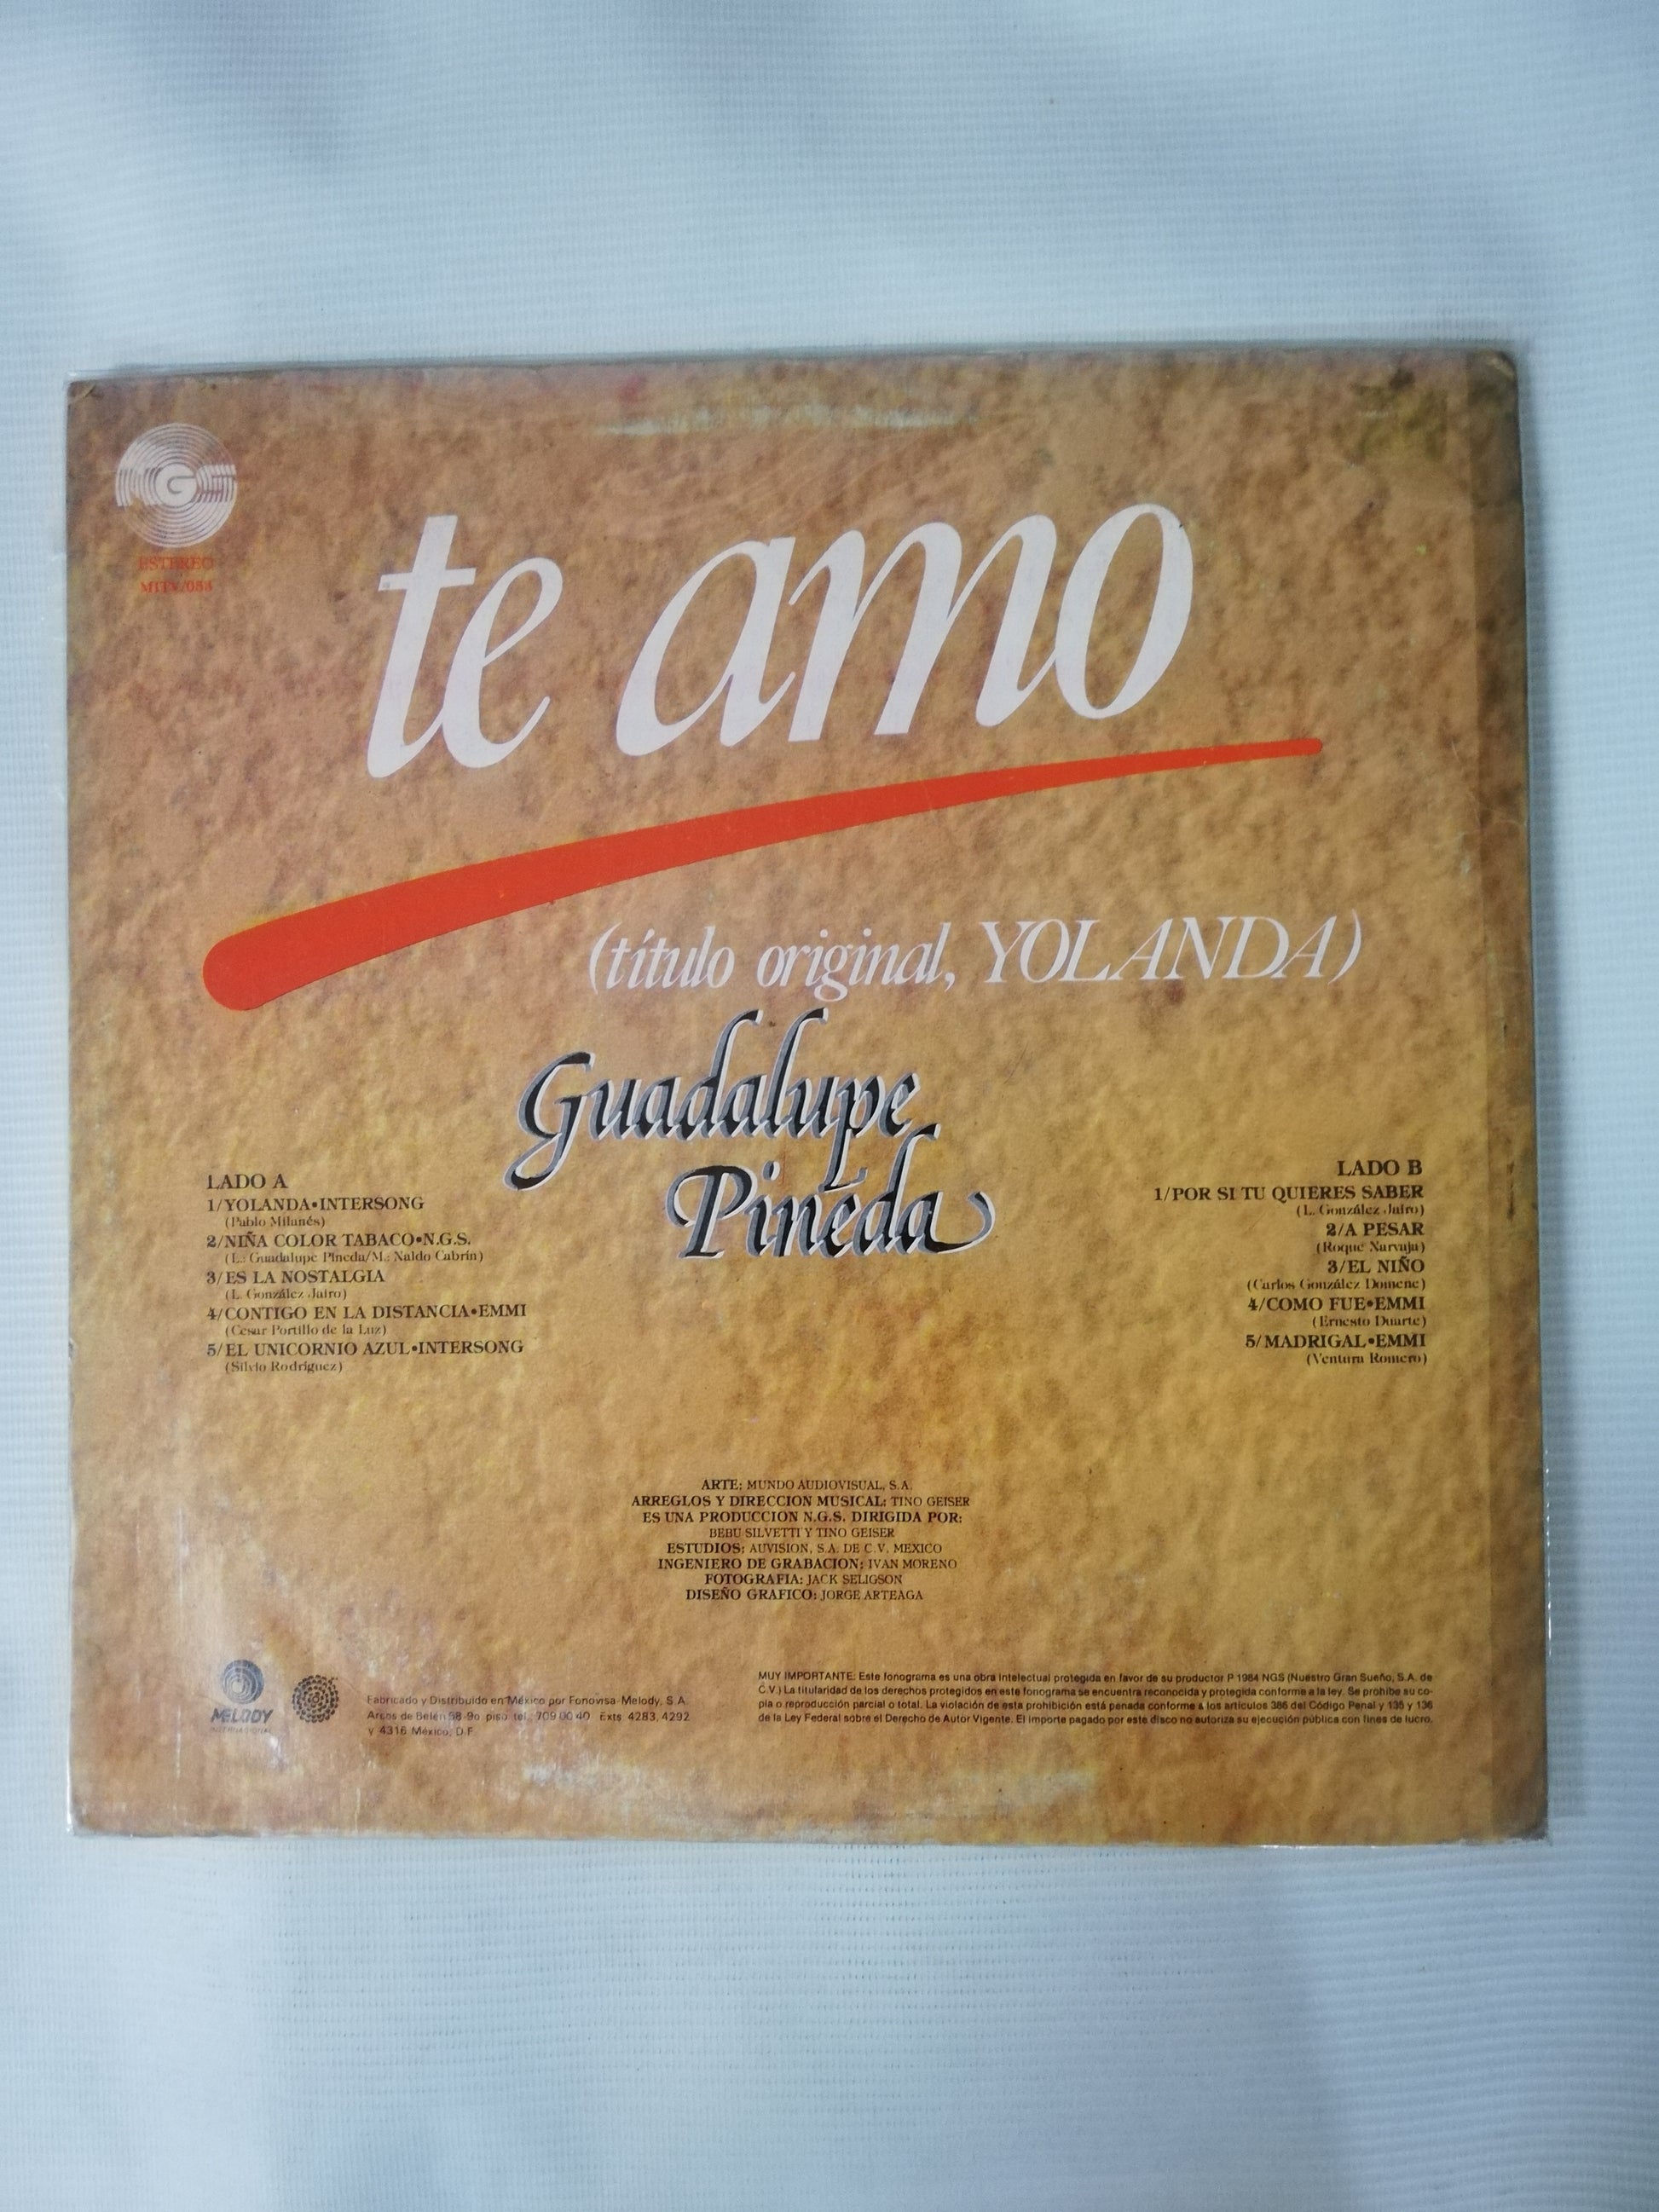 NGS
ESTEREO
te amo
(título original, YOLANDA)
Guadalupe
Pineda
LADO A
1/YOLANDA•INTERSONG
(Pablo Milanés)
2/NIÑA COLOR TABACO•N.G.S.
(L.: Guadalupe Pineda/M.: Naldo Cabrín)
3/ES LA NOSTALGIA
(L. González Jairo)
4/CONTIGO EN LA DISTANCIA•EMMI
(Cesar Portillo de la Luz)
5/EL UNICORNIO AZUL•INTERSONG
(Silvio Rodríguez)
LADO B
1/POR SI TU QUIERES SABER
(L. González Jairo)
2/A PESAR
(Roque Narvaja)
3/EL NIÑO
(Carlos González Domene)
4/COMO FUE•EMMI
(Ernesto Duarte)
5/MADRIGAL•EMMI
(Ventura Romero)
ARTE: MUNDO AUDIOVISUAL, S.A.
ARREGLOS Y DIRECCION MUSICAL: TINO GEISER
ES UNA PRODUCCION N.G.S. DIRIGIDA POR:
BEBU SILVETTI Y TINO GEISER
ESTUDIOS: AUVISION, S.A. DE C.V. MEXICO
INGENIERO DE GRABACION: IVAN MORENO
FOTOGRAFIA: JACK SELIGSON
DISEÑO GRAFICO: JORGE ARTEAGA
MELODY
Fabricado y Distribuido en México por Fonovisa-Melody, S.A.
Arcos de Belén 58-9o piso tel. 709 00 40 Exts 4283, 4292
y 4316 México, D.F.
MUY IMPORTANTE: Este fonograma es una obra intelectual protegida en favor de su productor P 1984 NGS (Nuestro Gran Sueño, S.A. de
C.V.) La titularidad de los derechos protegidos en este fonograma se encuentra reconocida y protegida conforme a la ley. Se prohibe su co-
pia o reproducción parcial o total. La violación de esta prohibición está penada conforme a los artículos 386 del Código Penal y 135 y 136
de la Ley Federal sobre el Derecho de Autor Vigente. El importe pagado por este disco no autoriza su ejecución pública con fines de lucro.